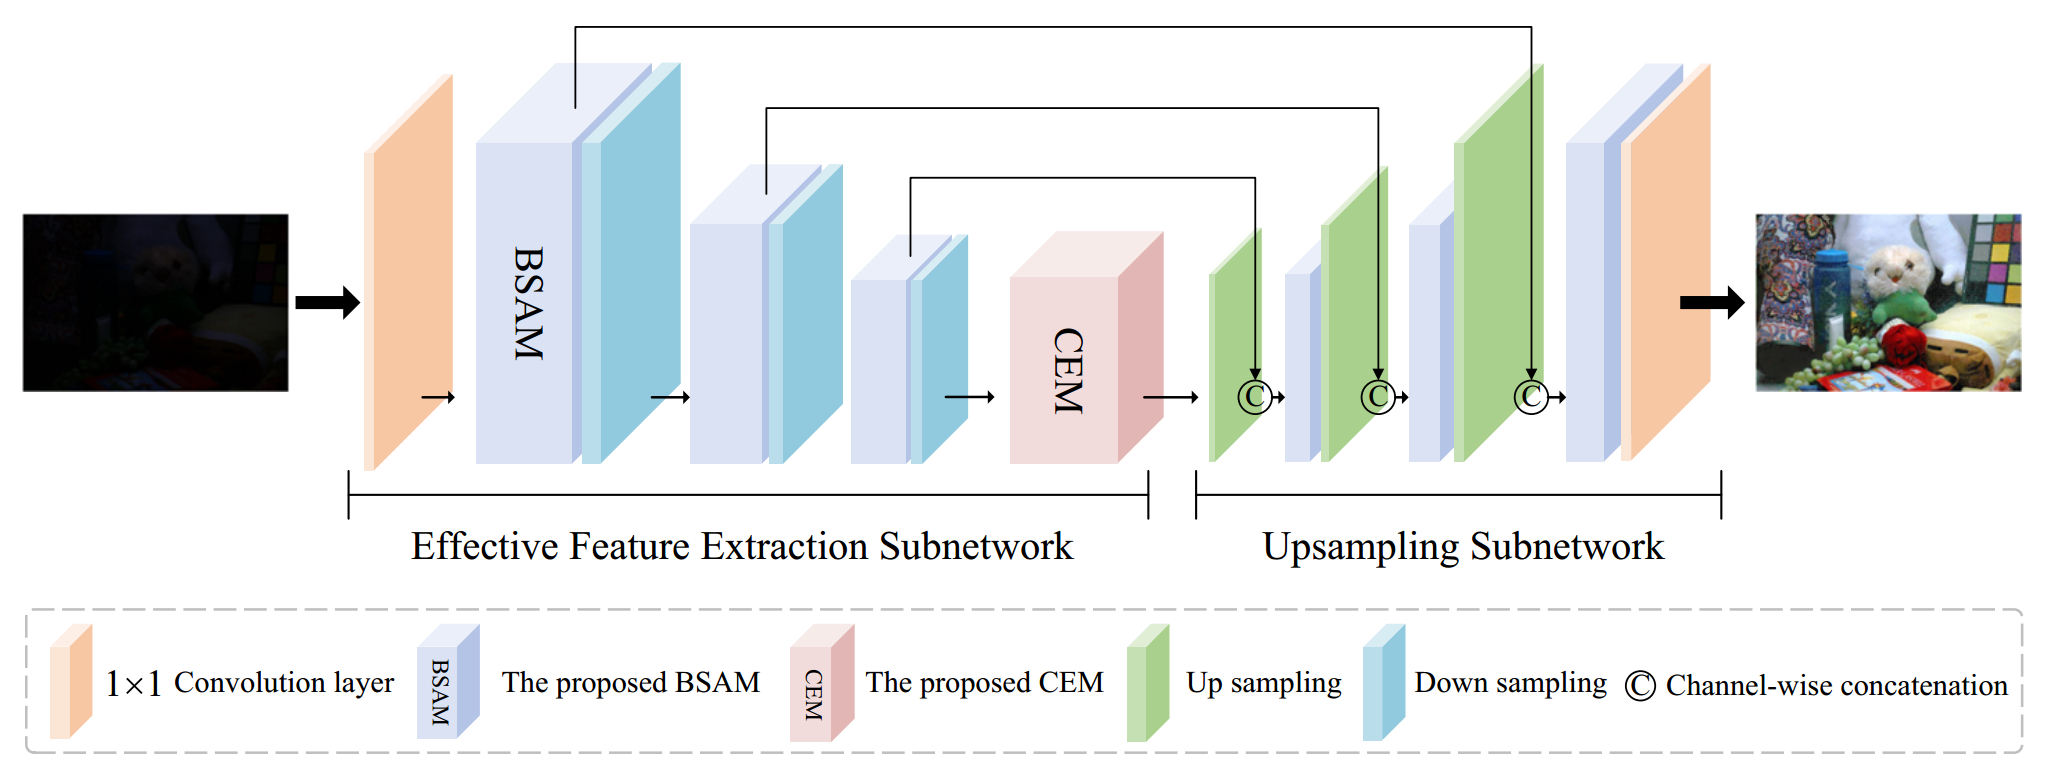 BSAM
CEM
C
C
C
Effective Feature Extraction Subnetwork
Upsampling Subnetwork
1×1 Convolution layer
BSAM
The proposed BSAM
CEM
The proposed CEM
Up sampling
Down sampling
© Channel-wise concatenation